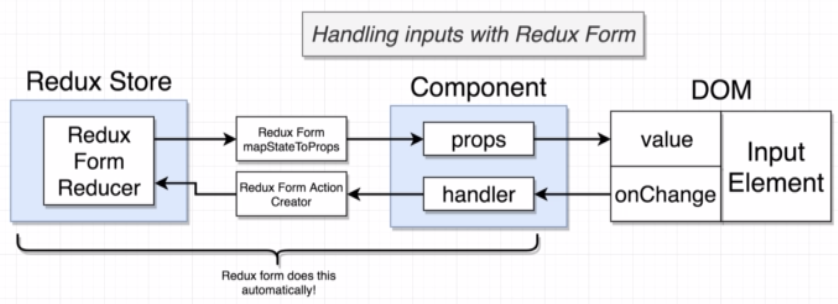 Handling inputs with Redux Form
Redux Store
Component
DOM
Redux
Form
Reducer
Redux Form
mapStateToProps
props
value
Input
Element
Redux Form Action
Creator
handler
onChange
Redux form does this
automatically!